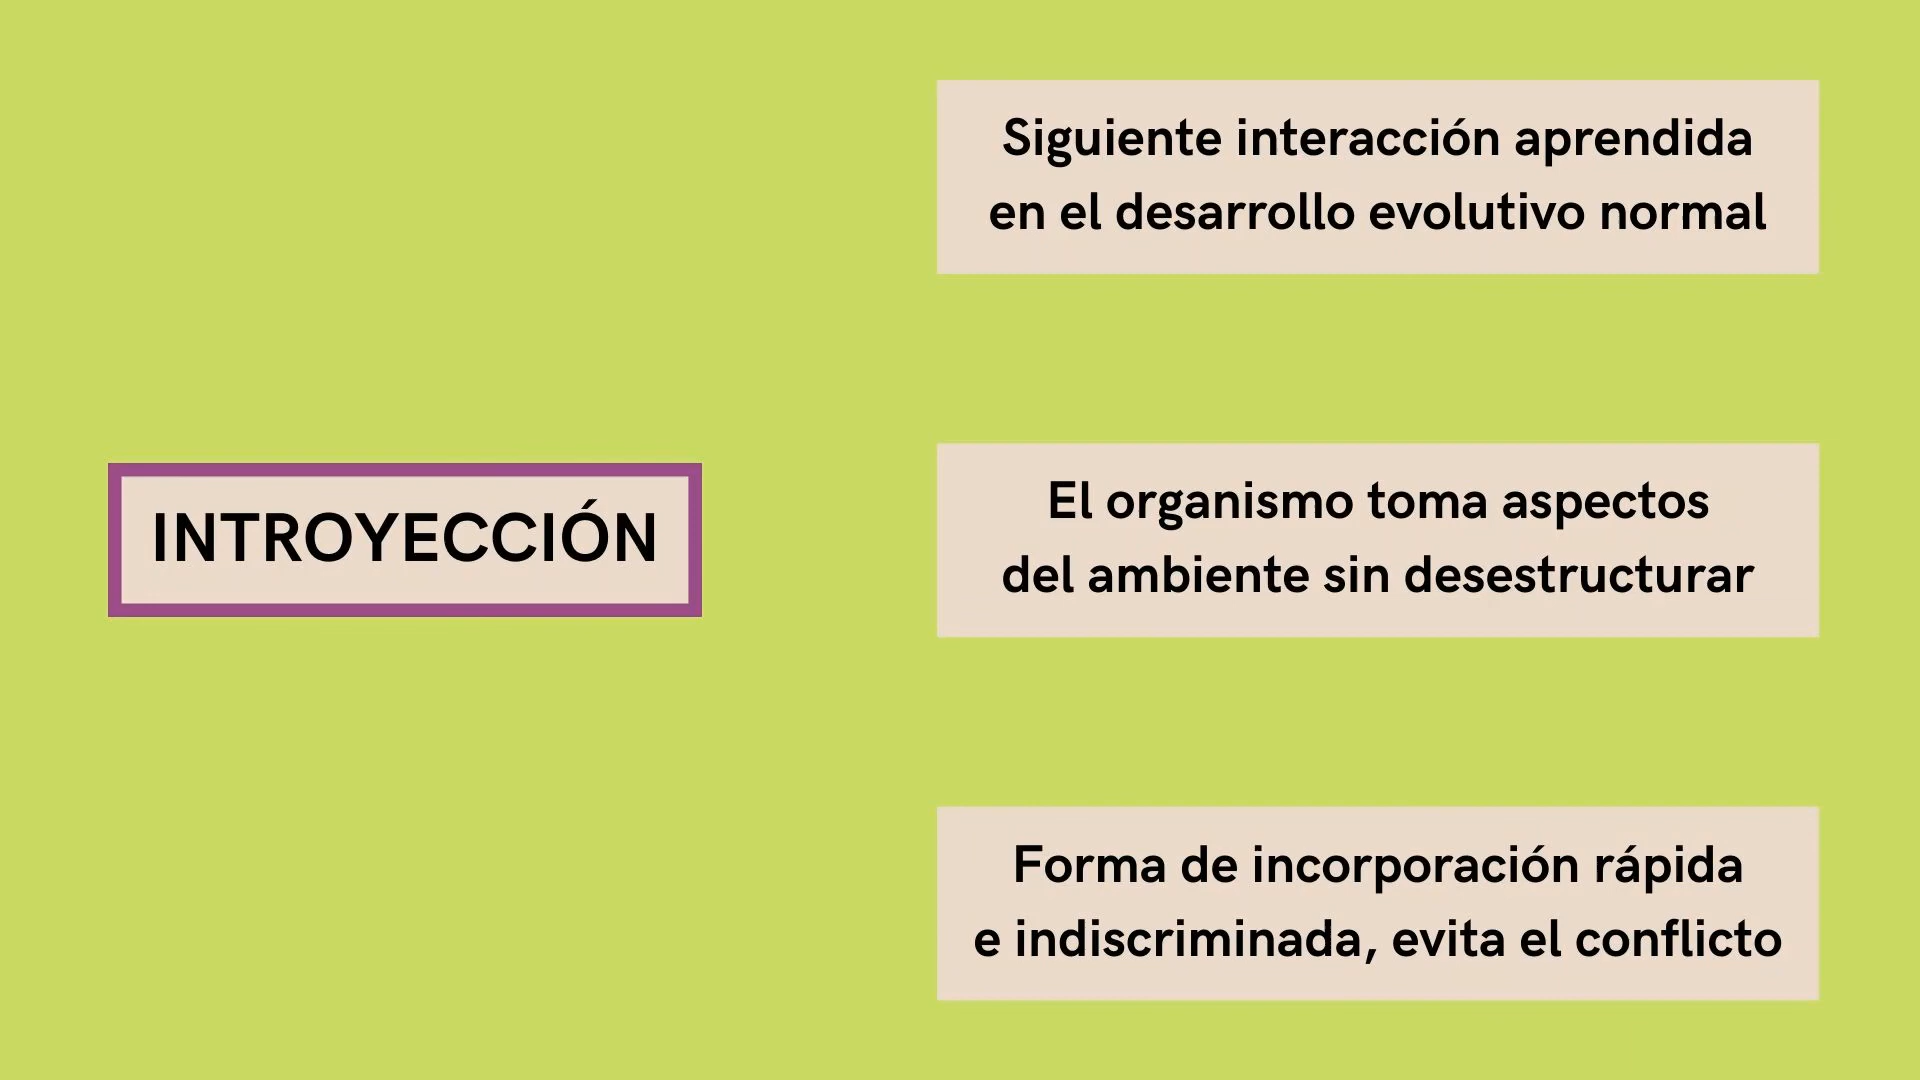 INTROYECCIÓN
Siguiente interacción aprendida
en el desarrollo evolutivo normal
El organismo toma aspectos
del ambiente sin desestructurar
Forma de incorporación rápida
e indiscriminada, evita el conflicto